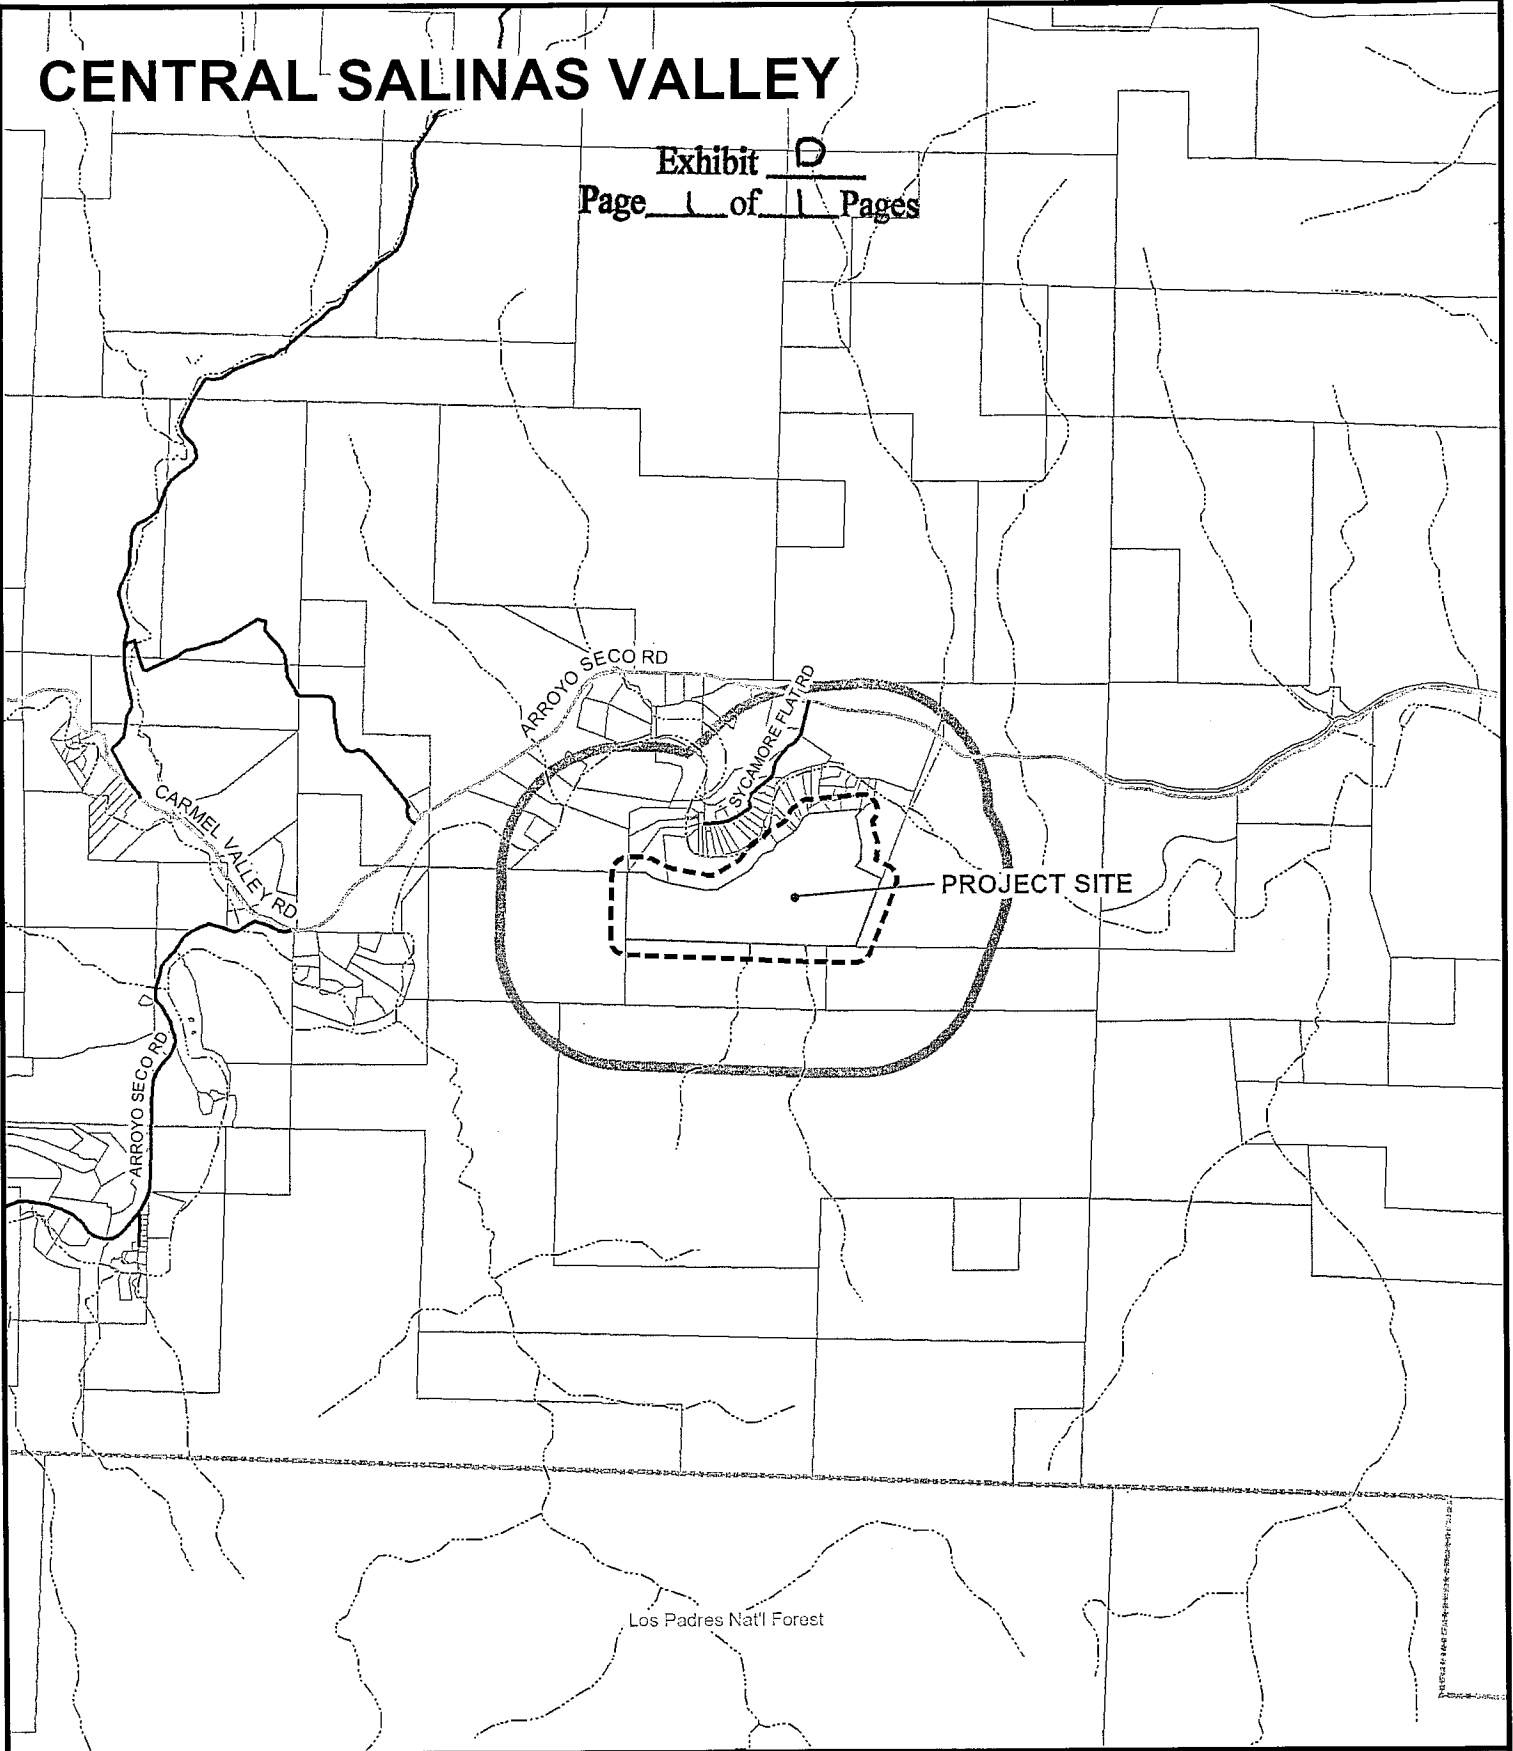 CENTRAL SALINAS VALLEY
Exhibit D
Page 1 of 1 Pages
ARROYO SECO RD
SYCAMORE FLAT RD
CARMEL VALLEY RD
PROJECT SITE
ARROYO SECO RD
Los Padres Nat'l Forest